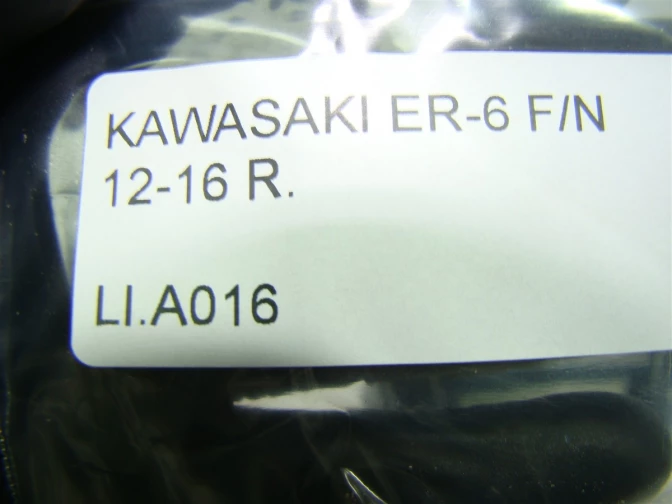 KAWASAKI ER-6 F/N
12-16 R.
LI.A016